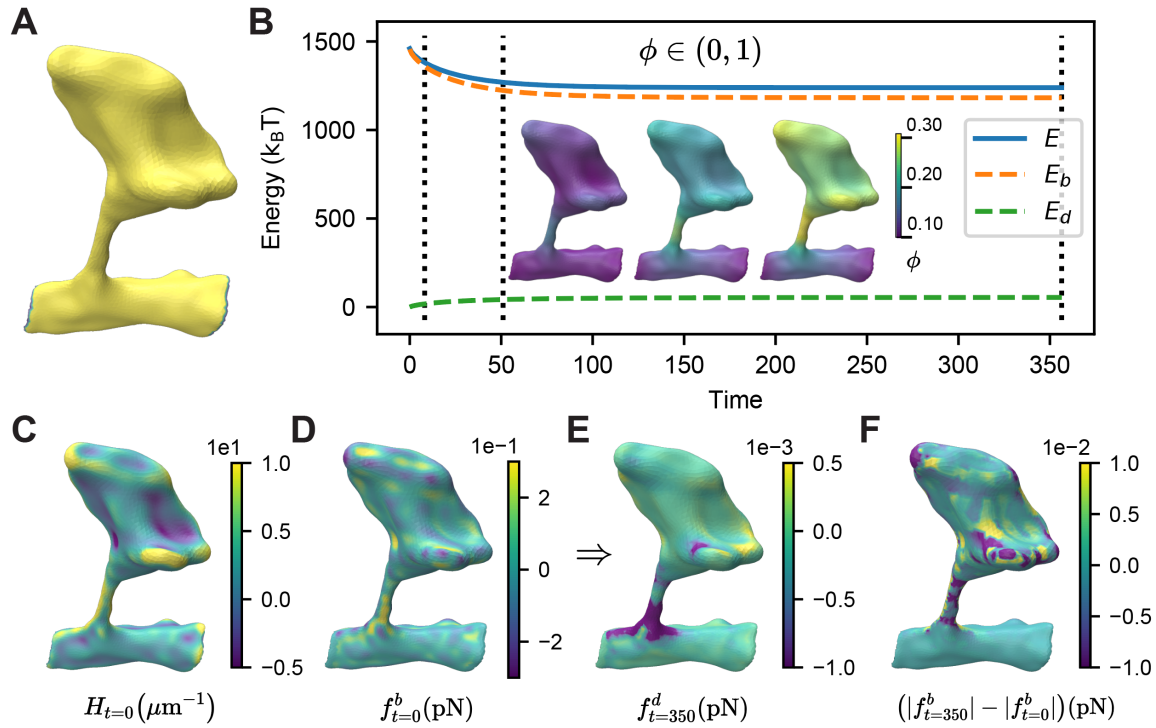 A
B
1500
1000
500
0
Energy (k_BT)
ϕ ∈ (0, 1)
0.30
0.20
0.10
ϕ
E
E_b
E_d
0 50 100 150 200 250 300 350
Time
C
1e1
1.0
0.5
0.0
−0.5
H_{t=0}(μm^{−1})
D
1e−1
2
0
−2
f^b_{t=0}(pN)
⇒
E
1e−3
0.5
0.0
−0.5
−1.0
f^d_{t=350}(pN)
F
1e−2
1.0
0.5
0.0
−0.5
−1.0
(|f^b_{t=350}| − |f^b_{t=0}|)(pN)